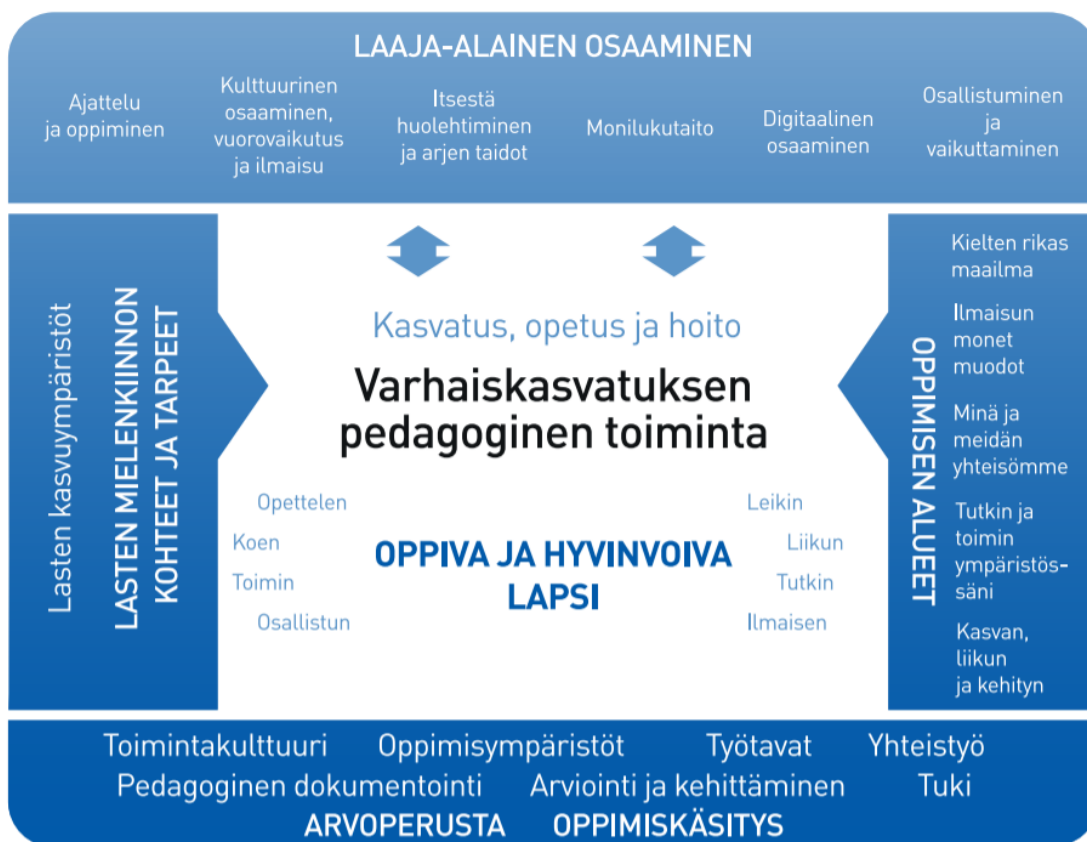 LAAJA-ALAINEN OSAAMINEN
Ajattelu
ja oppiminen
Kulttuurinen
osaaminen,
vuorovaikutus
ja ilmaisu
Itsestä
huolehtiminen
ja arjen taidot
Monilukutaito
Digitaalinen
osaaminen
Osallistuminen
ja
vaikuttaminen
Lasten kasvuympäristöt
LASTEN MIELENKIINNON
KOHTEET JA TARPEET
Kasvatus, opetus ja hoito
Varhaiskasvatuksen
pedagoginen toiminta
Opettelen
Koen
Toimin
Osallistun
OPPIVA JA HYVINVOIVA
LAPSI
Leikin
Liikun
Tutkin
Ilmaisen
OPPIMISEN ALUEET
Kielten rikas
maailma
Ilmaisun
monet
muodot
Minä ja
meidän
yhteisömme
Tutkin ja
toimin
ympäristös-
säni
Kasvan,
liikun
ja kehityn
Toimintakulttuuri Oppimisympäristöt Työtavat Yhteistyö
Pedagoginen dokumentointi Arviointi ja kehittäminen Tuki
ARVOPERUSTA OPPIMISKÄSITYS